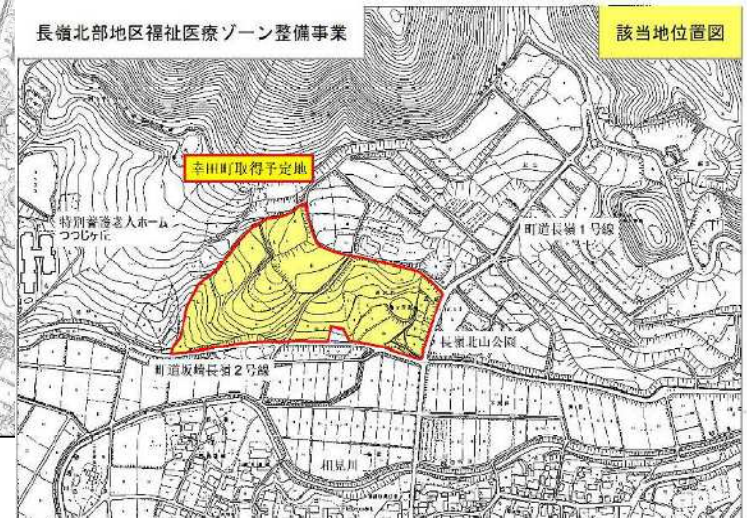 長嶺北部地区福祉医療ゾーン整備事業
該当地位置図
幸田町取得予定地
特別養護老人ホーム
つつじヶ丘
町道長嶺1号線
長嶺北山公園
町道坂崎長嶺2号線
相見川